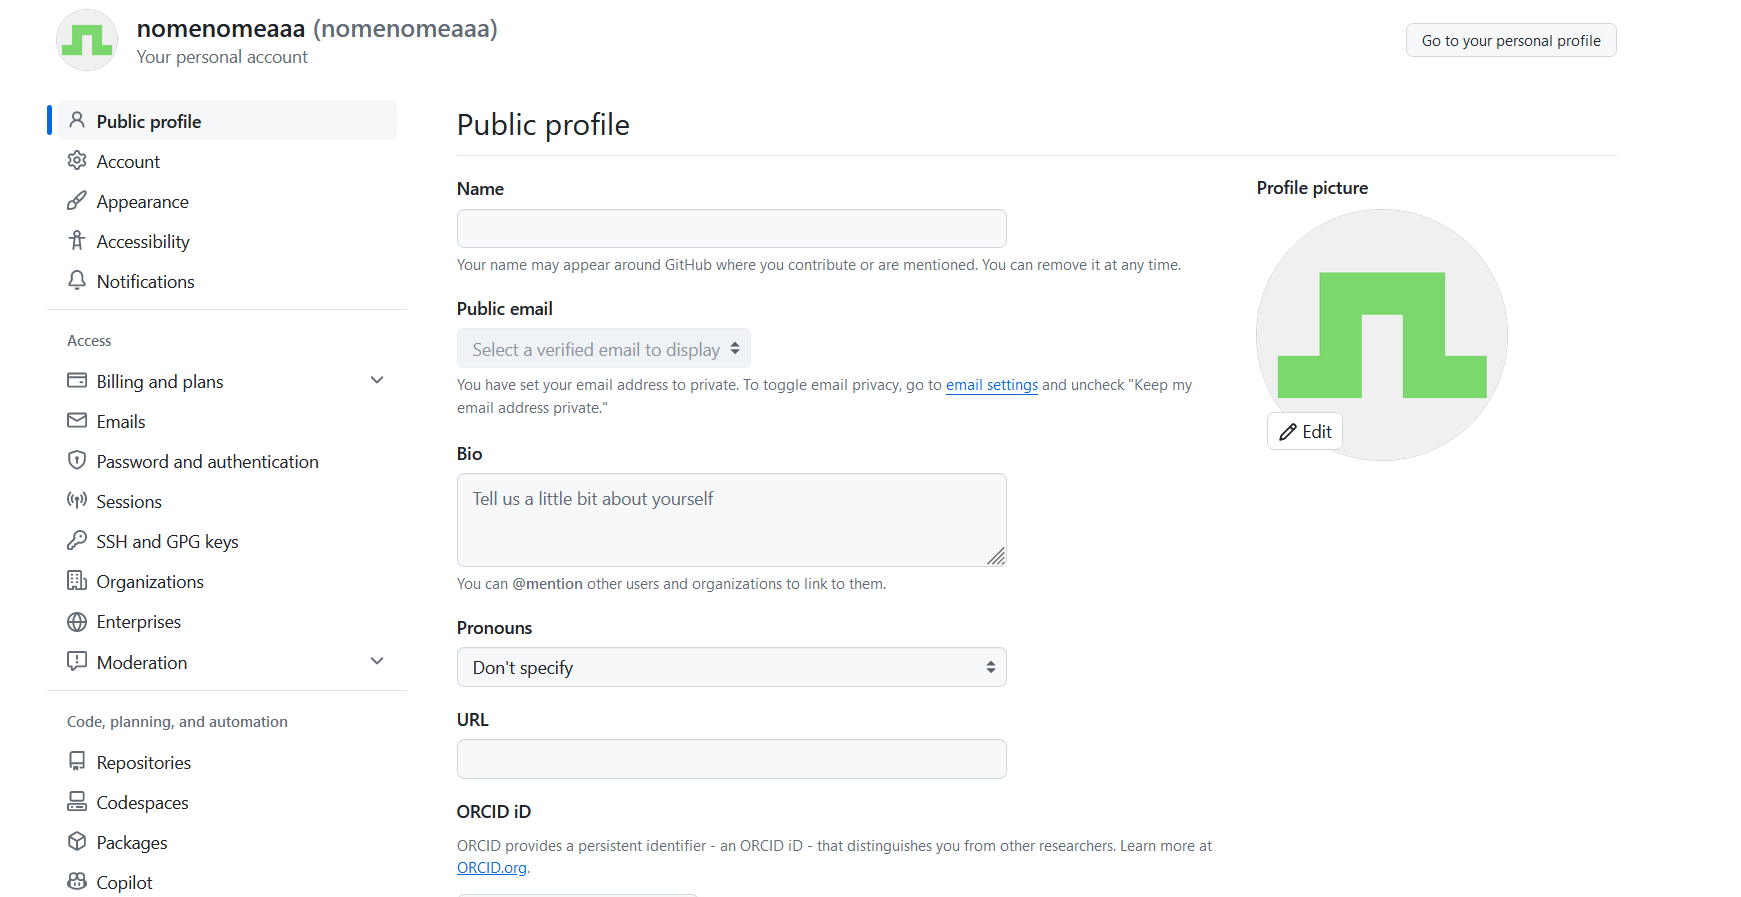 nomenomeaaa (nomenomeaaa)
Your personal account
Go to your personal profile
Public profile
Account
Appearance
Accessibility
Notifications
Access
Billing and plans
Emails
Password and authentication
Sessions
SSH and GPG keys
Organizations
Enterprises
Moderation
Code, planning, and automation
Repositories
Codespaces
Packages
Copilot
Public profile
Name
Your name may appear around GitHub where you contribute or are mentioned. You can remove it at any time.
Public email
Select a verified email to display
You have set your email address to private. To toggle email privacy, go to email settings and uncheck "Keep my
email address private."
Bio
Tell us a little bit about yourself
You can @mention other users and organizations to link to them.
Pronouns
Don't specify
URL
ORCID iD
ORCID provides a persistent identifier - an ORCID iD - that distinguishes you from other researchers. Learn more at
ORCID.org.
Profile picture
Edit